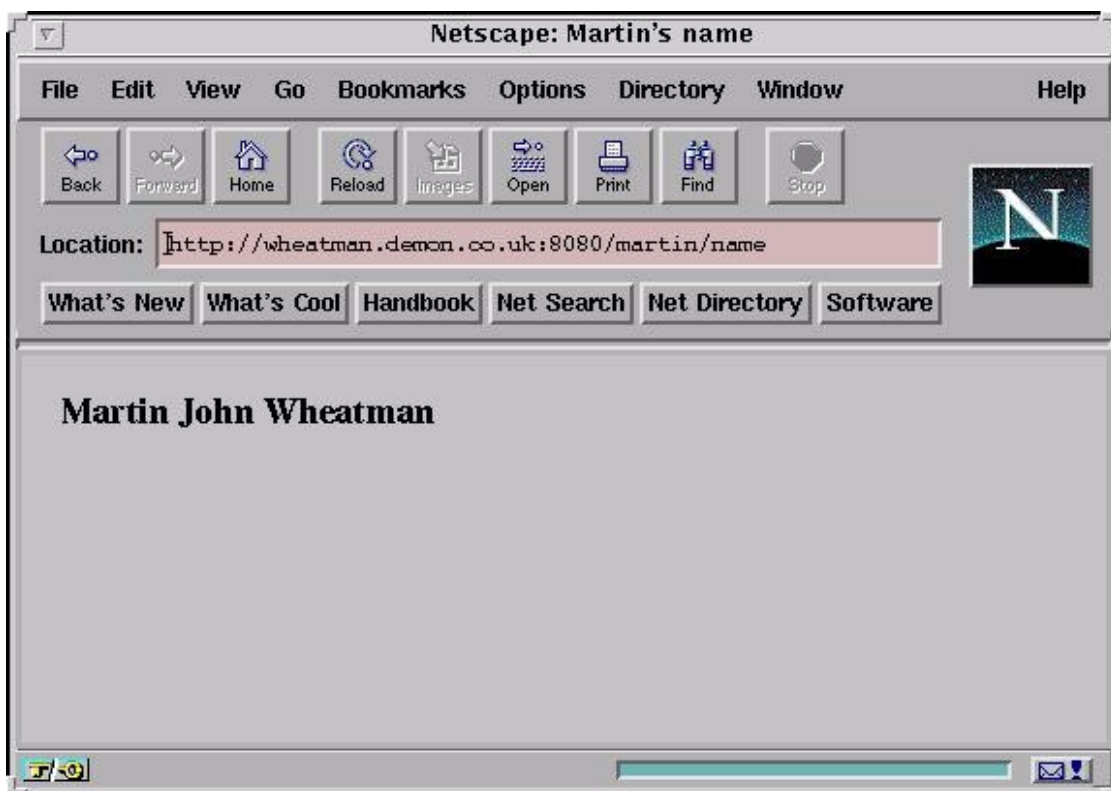 Netscape: Martin's name
File Edit View Go Bookmarks Options Directory Window Help
Back Forward Home Reload Images Open Print Find Stop
N
Location: http://wheatman.demon.co.uk:8080/martin/name
What's New What's Cool Handbook Net Search Net Directory Software
Martin John Wheatman